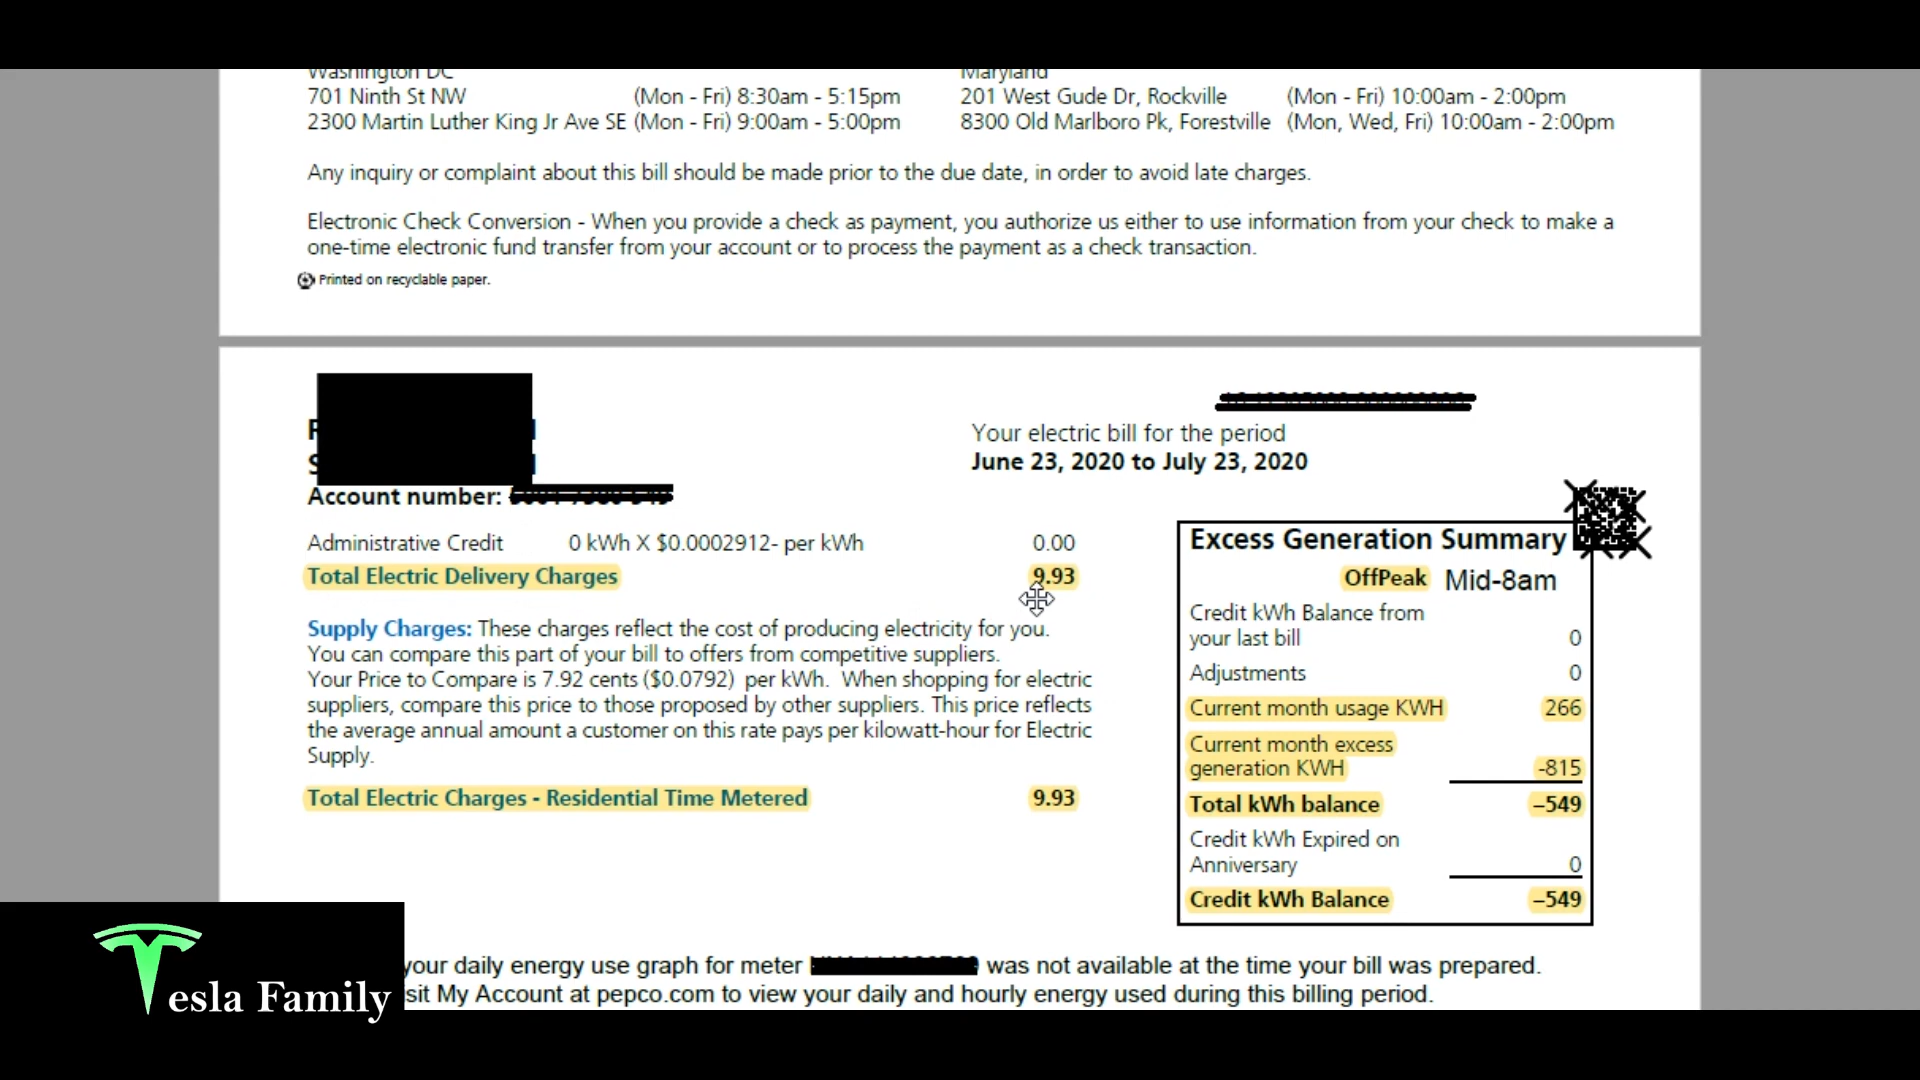 Washington DC
Maryland
701 Ninth St NW (Mon - Fri) 8:30am - 5:15pm 201 West Gude Dr, Rockville (Mon - Fri) 10:00am - 2:00pm
2300 Martin Luther King Jr Ave SE (Mon - Fri) 9:00am - 5:00pm 8300 Old Marlboro Pk, Forestville (Mon, Wed, Fri) 10:00am - 2:00pm
Any inquiry or complaint about this bill should be made prior to the due date, in order to avoid late charges.
Electronic Check Conversion - When you provide a check as payment, you authorize us either to use information from your check to make a
one-time electronic fund transfer from your account or to process the payment as a check transaction.
Printed on recyclable paper.
Your electric bill for the period
June 23, 2020 to July 23, 2020
Account number:
Administrative Credit 0 kWh X $0.0002912- per kWh 0.00
Total Electric Delivery Charges 9.93
Supply Charges: These charges reflect the cost of producing electricity for you.
You can compare this part of your bill to offers from competitive suppliers.
Your Price to Compare is 7.92 cents ($0.0792) per kWh. When shopping for electric
suppliers, compare this price to those proposed by other suppliers. This price reflects
the average annual amount a customer on this rate pays per kilowatt-hour for Electric
Supply.
Total Electric Charges - Residential Time Metered 9.93
Excess Generation Summary
OffPeak Mid-8am
Credit kWh Balance from
your last bill 0
Adjustments 0
Current month usage KWH 266
Current month excess
generation KWH -815
Total kWh balance –549
Credit kWh Expired on
Anniversary 0
Credit kWh Balance –549
your daily energy use graph for meter was not available at the time your bill was prepared.
sit My Account at pepco.com to view your daily and hourly energy used during this billing period.
Tesla Family